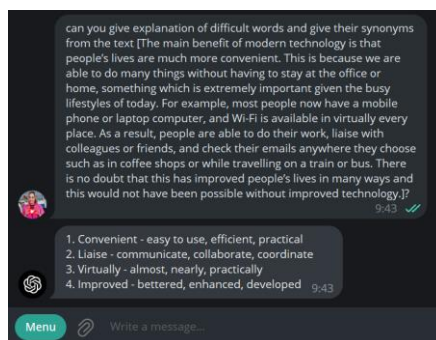 can you give explanation of difficult words and give their synonyms
from the text [The main benefit of modern technology is that
people's lives are much more convenient. This is because we are
able to do many things without having to stay at the office or
home, something which is extremely important given the busy
lifestyles of today. For example, most people now have a mobile
phone or laptop computer, and Wi-Fi is available in virtually every
place. As a result, people are able to do their work, liaise with
colleagues or friends, and check their emails anywhere they choose
such as in coffee shops or while travelling on a train or bus. There
is no doubt that this has improved people's lives in many ways and
this would not have been possible without improved technology.]?
9:43
1. Convenient - easy to use, efficient, practical
2. Liaise - communicate, collaborate, coordinate
3. Virtually - almost, nearly, practically
4. Improved - bettered, enhanced, developed 9:43
Menu Write a message...